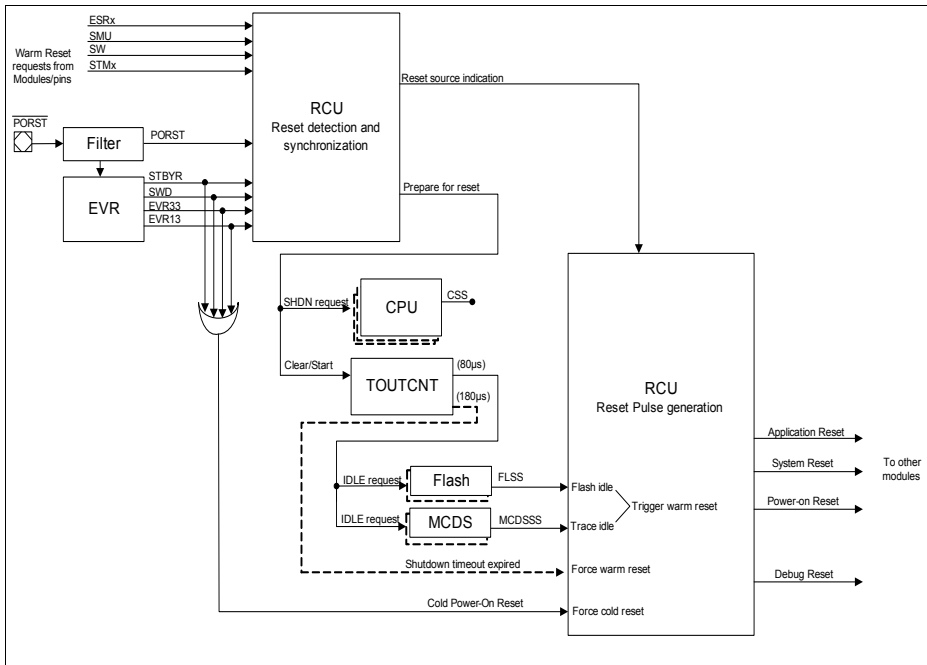 ESRx
SMU
SW
STMx
Warm Reset
requests from
Modules/pins
PORST
Filter
PORST
EVR
STBYR
SWD
EVR33
EVR13
RCU
Reset detection and
synchronization
Reset source indication
Prepare for reset
SHDN request
CPU
CSS
Clear/Start
TOUTCNT
(80µs)
(180µs)
IDLE request
Flash
FLSS
IDLE request
MCDS
MCDSSS
Shutdown timeout expired
Cold Power-On Reset
RCU
Reset Pulse generation
Flash idle
Trace idle
Trigger warm reset
Force warm reset
Force cold reset
Application Reset
System Reset
Power-on Reset
Debug Reset
To other
modules